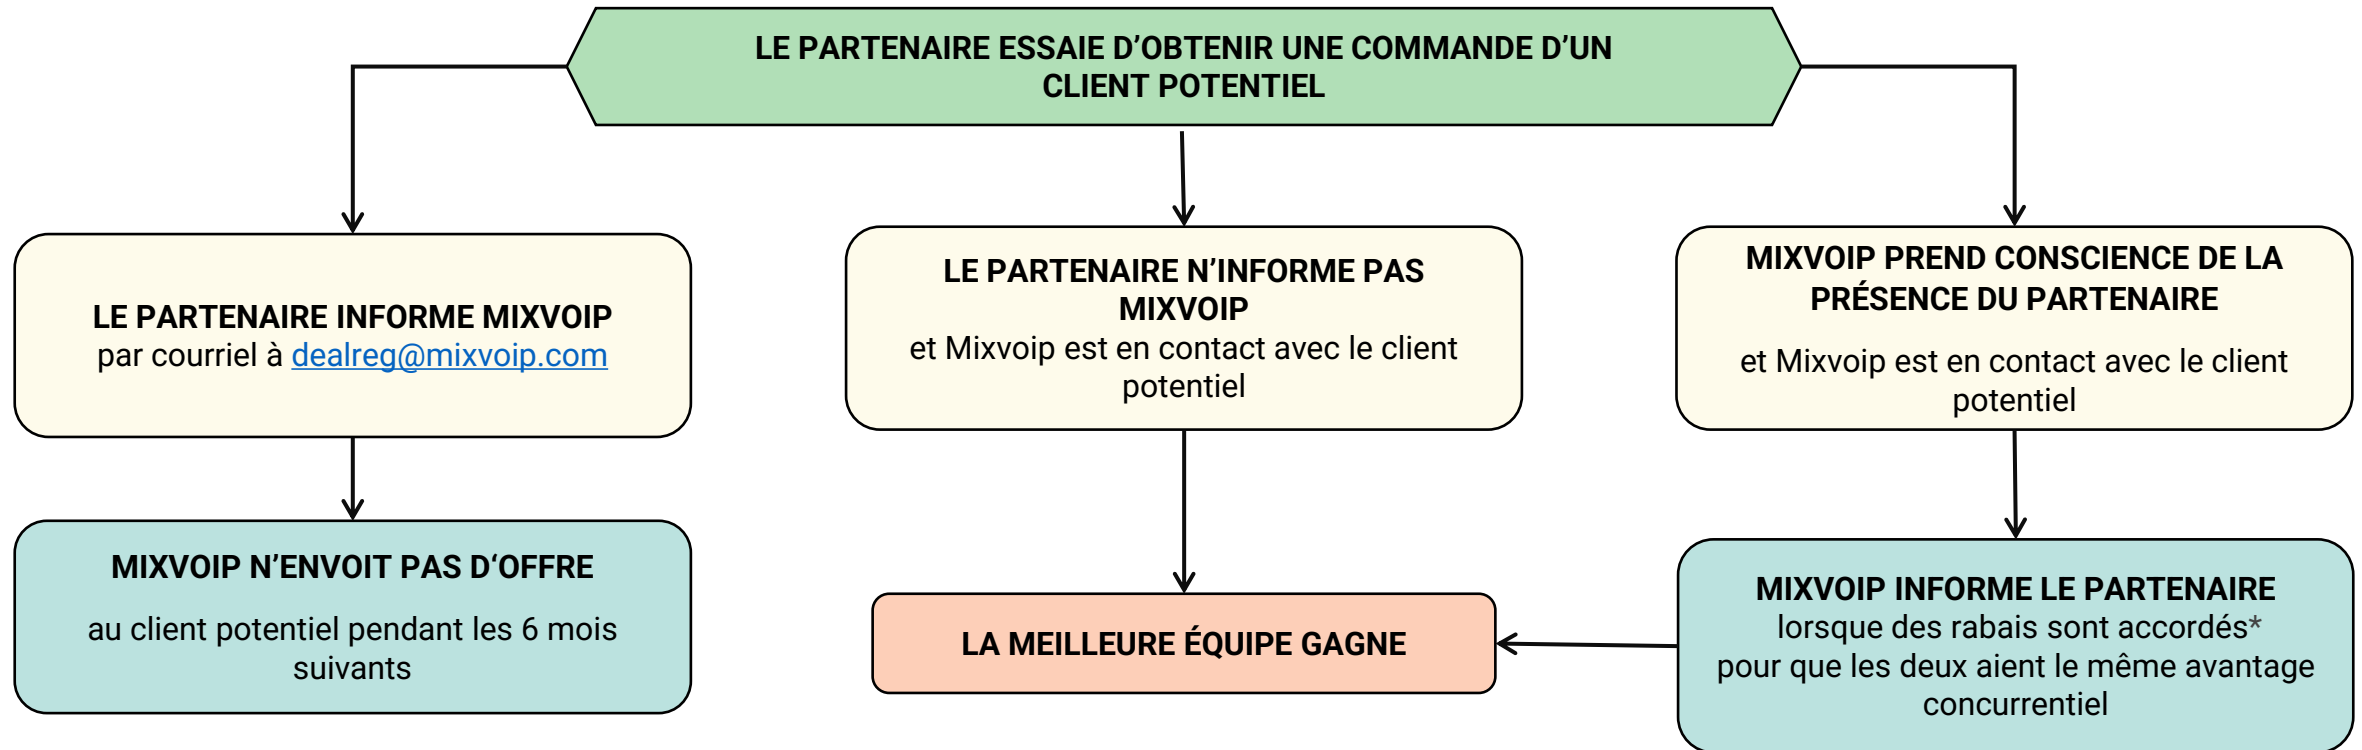 LE PARTENAIRE ESSAIE D’OBTENIR UNE COMMANDE D’UN
CLIENT POTENTIEL
LE PARTENAIRE INFORME MIXVOIP
par courriel à dealreg@mixvoip.com
LE PARTENAIRE N’INFORME PAS
MIXVOIP
et Mixvoip est en contact avec le client
potentiel
MIXVOIP PREND CONSCIENCE DE LA
PRÉSENCE DU PARTENAIRE
et Mixvoip est en contact avec le client
potentiel
MIXVOIP N’ENVOIT PAS D‘OFFRE
au client potentiel pendant les 6 mois
suivants
LA MEILLEURE ÉQUIPE GAGNE
MIXVOIP INFORME LE PARTENAIRE
lorsque des rabais sont accordés*
pour que les deux aient le même avantage
concurrentiel